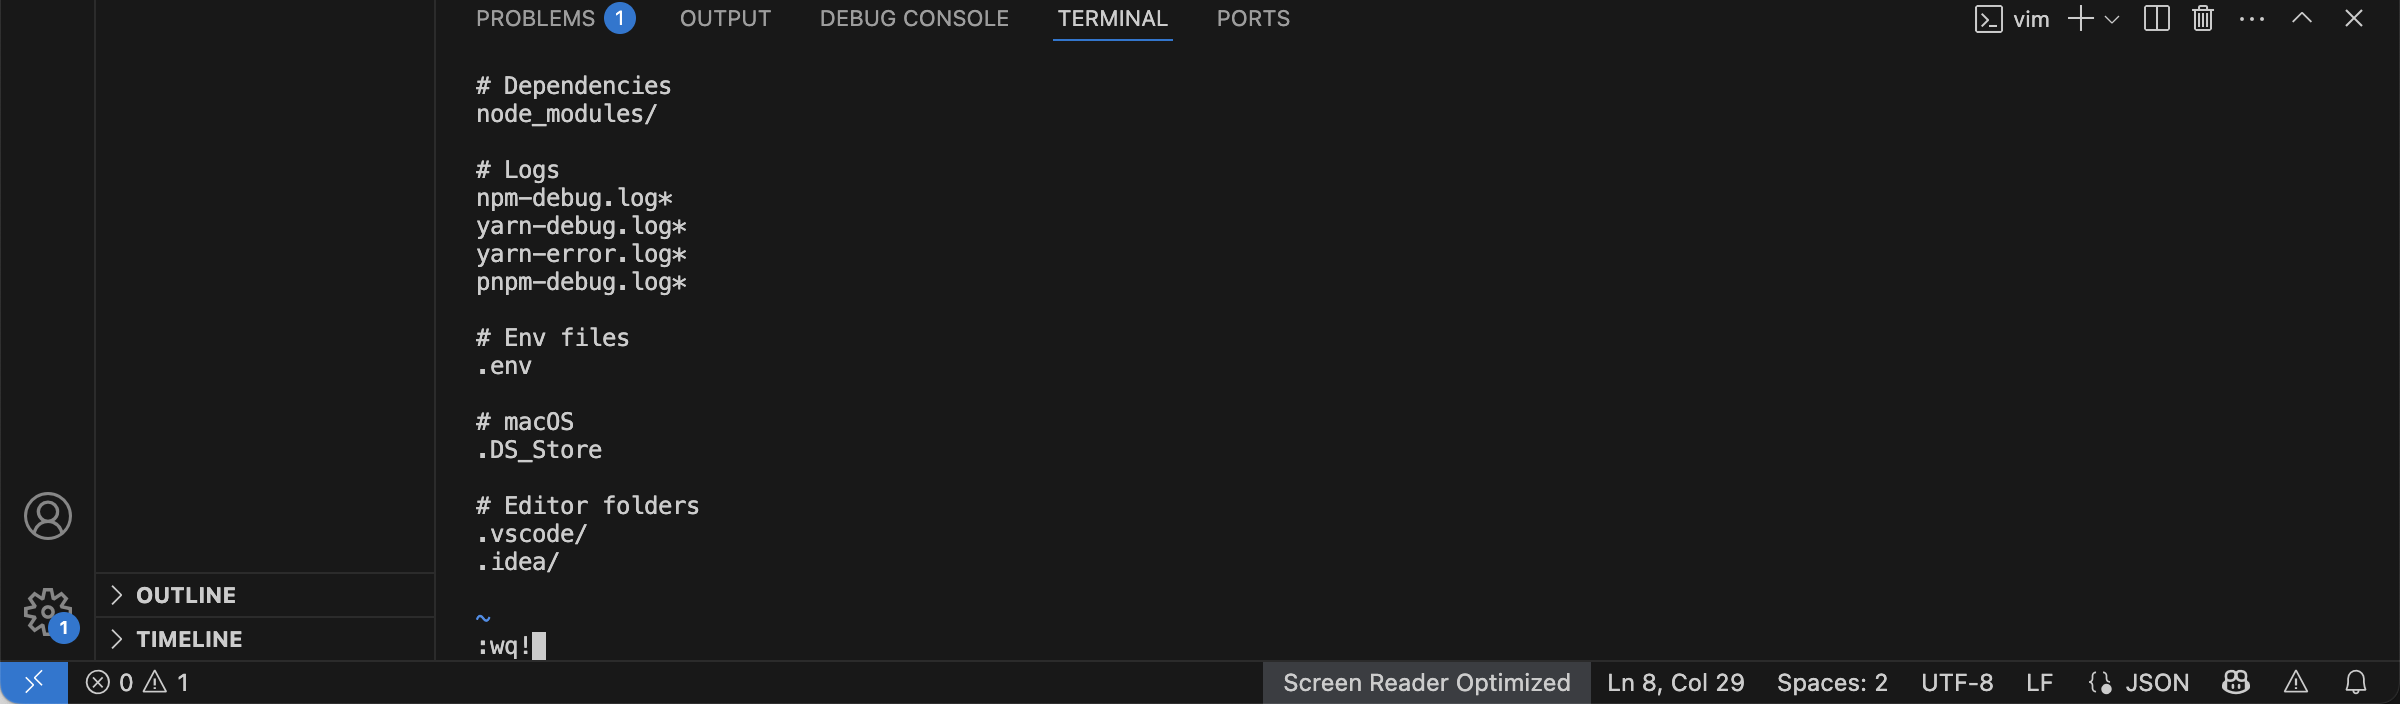 PROBLEMS 1 OUTPUT DEBUG CONSOLE TERMINAL PORTS vim
# Dependencies
node_modules/
# Logs
npm-debug.log*
yarn-debug.log*
yarn-error.log*
pnpm-debug.log*
# Env files
.env
# macOS
.DS_Store
# Editor folders
.vscode/
.idea/
~
:wq!
1
OUTLINE
TIMELINE
0 1 Screen Reader Optimized Ln 8, Col 29 Spaces: 2 UTF-8 LF {} JSON